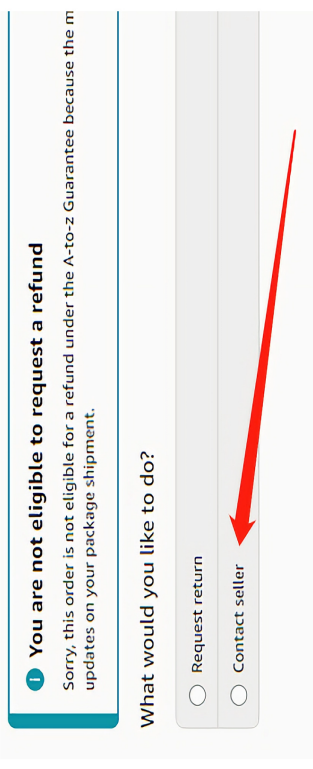 You are not eligible to request a refund
Sorry, this order is not eligible for a refund under the A-to-z Guarantee because the m
updates on your package shipment.
What would you like to do?
Request return
Contact seller